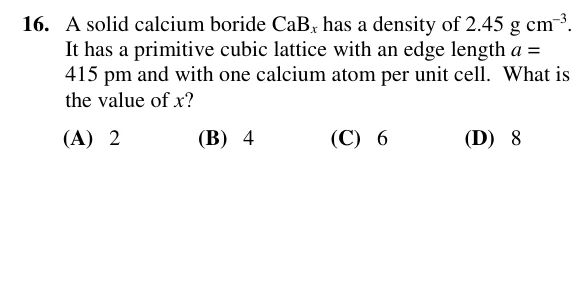 16. A solid calcium boride CaBₓ has a density of 2.45 g cm⁻³.
It has a primitive cubic lattice with an edge length a =
415 pm and with one calcium atom per unit cell. What is
the value of x?
(A) 2 (B) 4 (C) 6 (D) 8